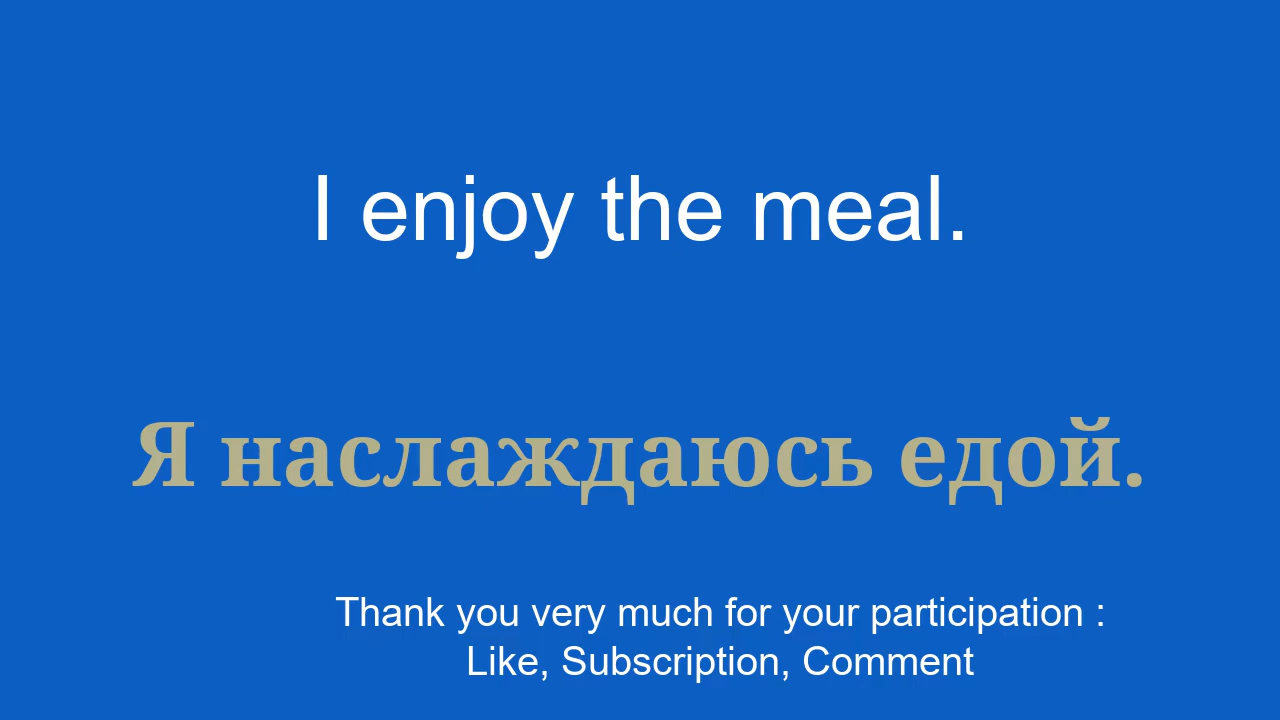 I enjoy the meal.
Я наслаждаюсь едой.
Thank you very much for your participation :
Like, Subscription, Comment